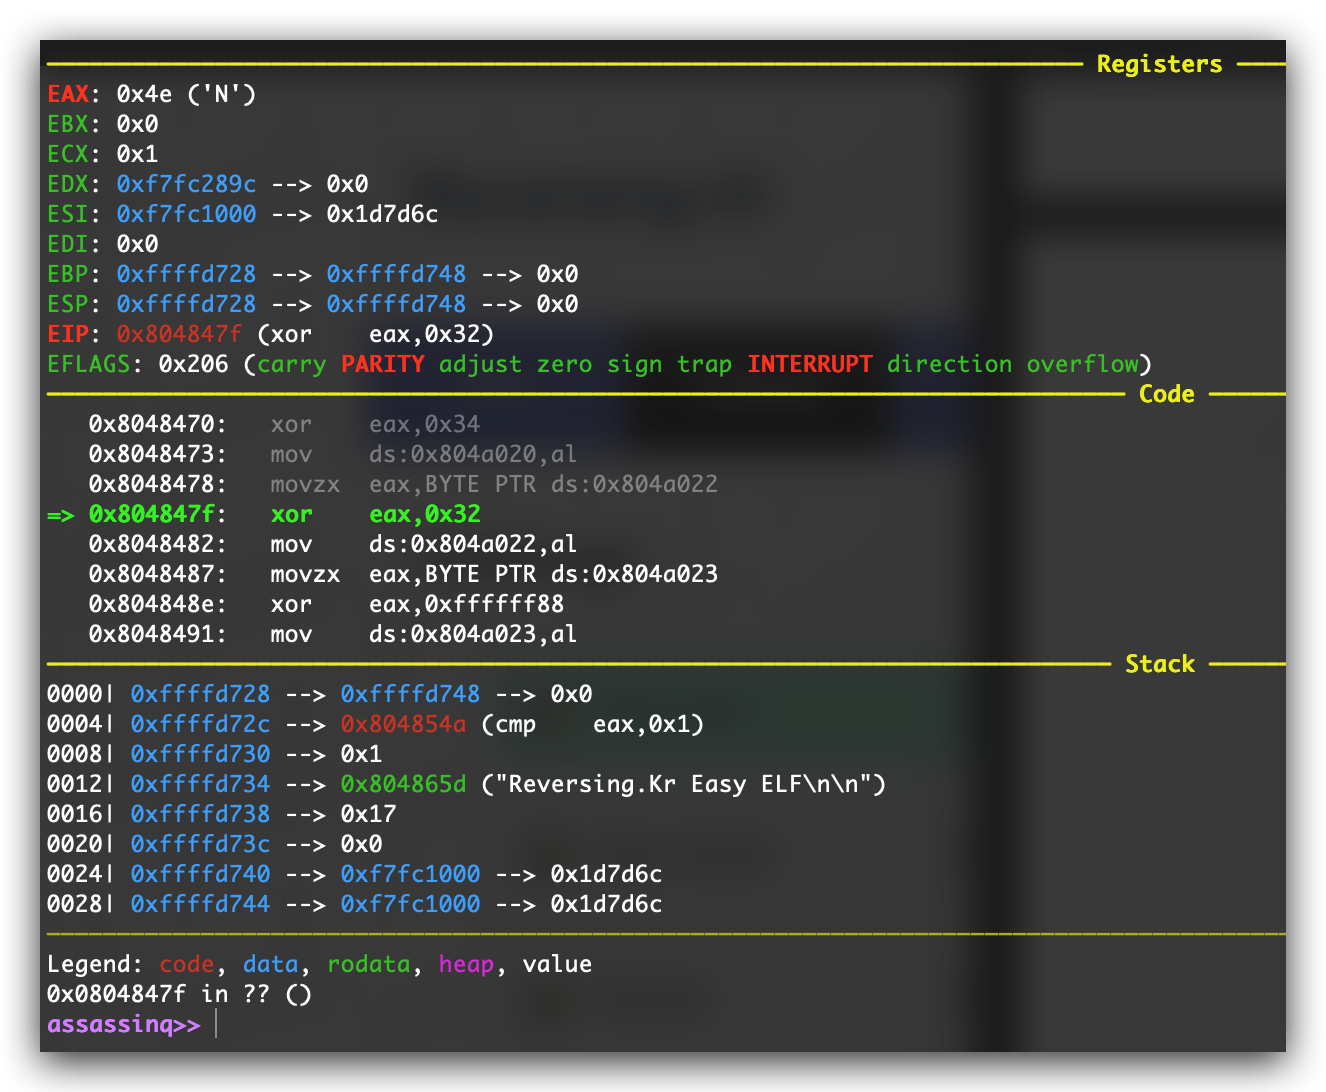 Registers
EAX: 0x4e ('N')
EBX: 0x0
ECX: 0x1
EDX: 0xf7fc289c --> 0x0
ESI: 0xf7fc1000 --> 0x1d7d6c
EDI: 0x0
EBP: 0xffffd728 --> 0xffffd748 --> 0x0
ESP: 0xffffd728 --> 0xffffd748 --> 0x0
EIP: 0x804847f (xor    eax,0x32)
EFLAGS: 0x206 (carry PARITY adjust zero sign trap INTERRUPT direction overflow)
Code
   0x8048470:   xor    eax,0x34
   0x8048473:   mov    ds:0x804a020,al
   0x8048478:   movzx  eax,BYTE PTR ds:0x804a022
=> 0x804847f:   xor    eax,0x32
   0x8048482:   mov    ds:0x804a022,al
   0x8048487:   movzx  eax,BYTE PTR ds:0x804a023
   0x804848e:   xor    eax,0xffffff88
   0x8048491:   mov    ds:0x804a023,al
Stack
0000| 0xffffd728 --> 0xffffd748 --> 0x0
0004| 0xffffd72c --> 0x804854a (cmp    eax,0x1)
0008| 0xffffd730 --> 0x1
0012| 0xffffd734 --> 0x804865d ("Reversing.Kr Easy ELF\n\n")
0016| 0xffffd738 --> 0x17
0020| 0xffffd73c --> 0x0
0024| 0xffffd740 --> 0xf7fc1000 --> 0x1d7d6c
0028| 0xffffd744 --> 0xf7fc1000 --> 0x1d7d6c
Legend: code, data, rodata, heap, value
0x0804847f in ?? ()
assassinq>>